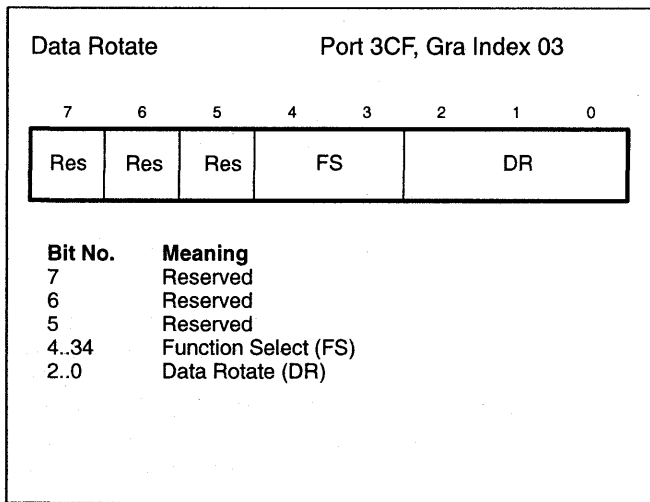 Data Rotate Port 3CF, Gra Index 03
7 6 5 4 3 2 1 0
Res Res Res FS DR
Bit No. Meaning
7 Reserved
6 Reserved
5 Reserved
4..34 Function Select (FS)
2..0 Data Rotate (DR)